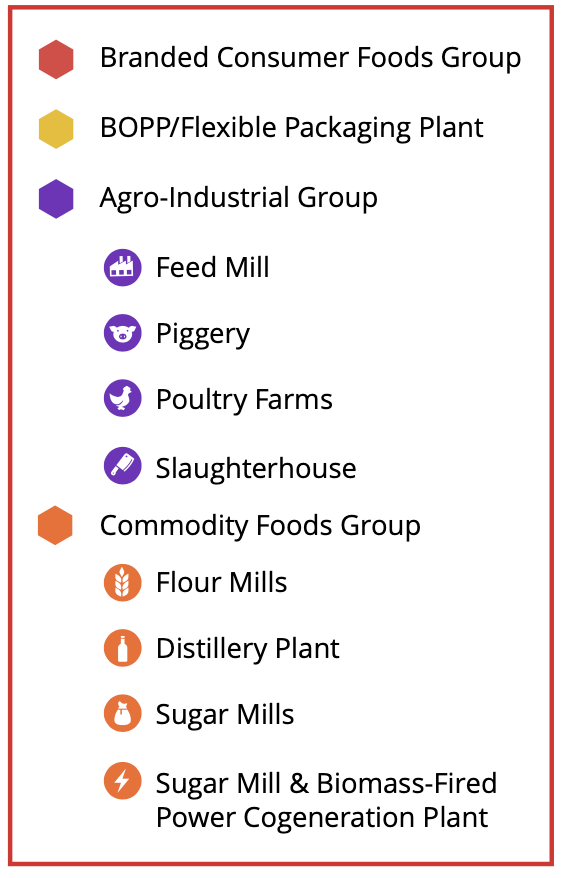 Branded Consumer Foods Group
BOPP/Flexible Packaging Plant
Agro-Industrial Group
Feed Mill
Piggery
Poultry Farms
Slaughterhouse
Commodity Foods Group
Flour Mills
Distillery Plant
Sugar Mills
Sugar Mill & Biomass-Fired
Power Cogeneration Plant